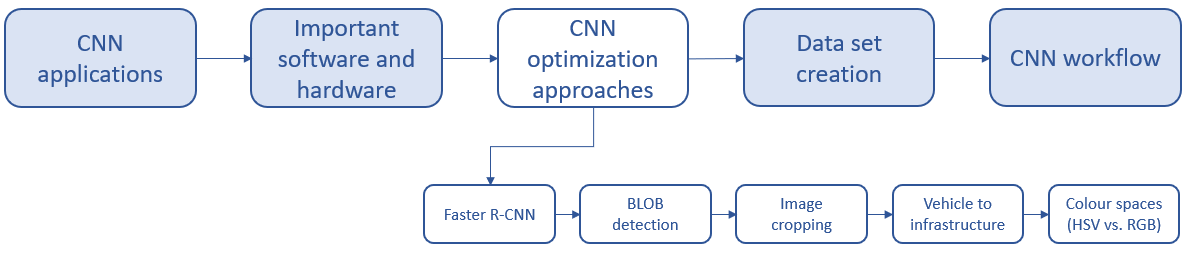 CNN
applications
Important
software and
hardware
CNN
optimization
approaches
Data set
creation
CNN workflow
Faster R-CNN
BLOB
detection
Image
cropping
Vehicle to
infrastructure
Colour spaces
(HSV vs. RGB)